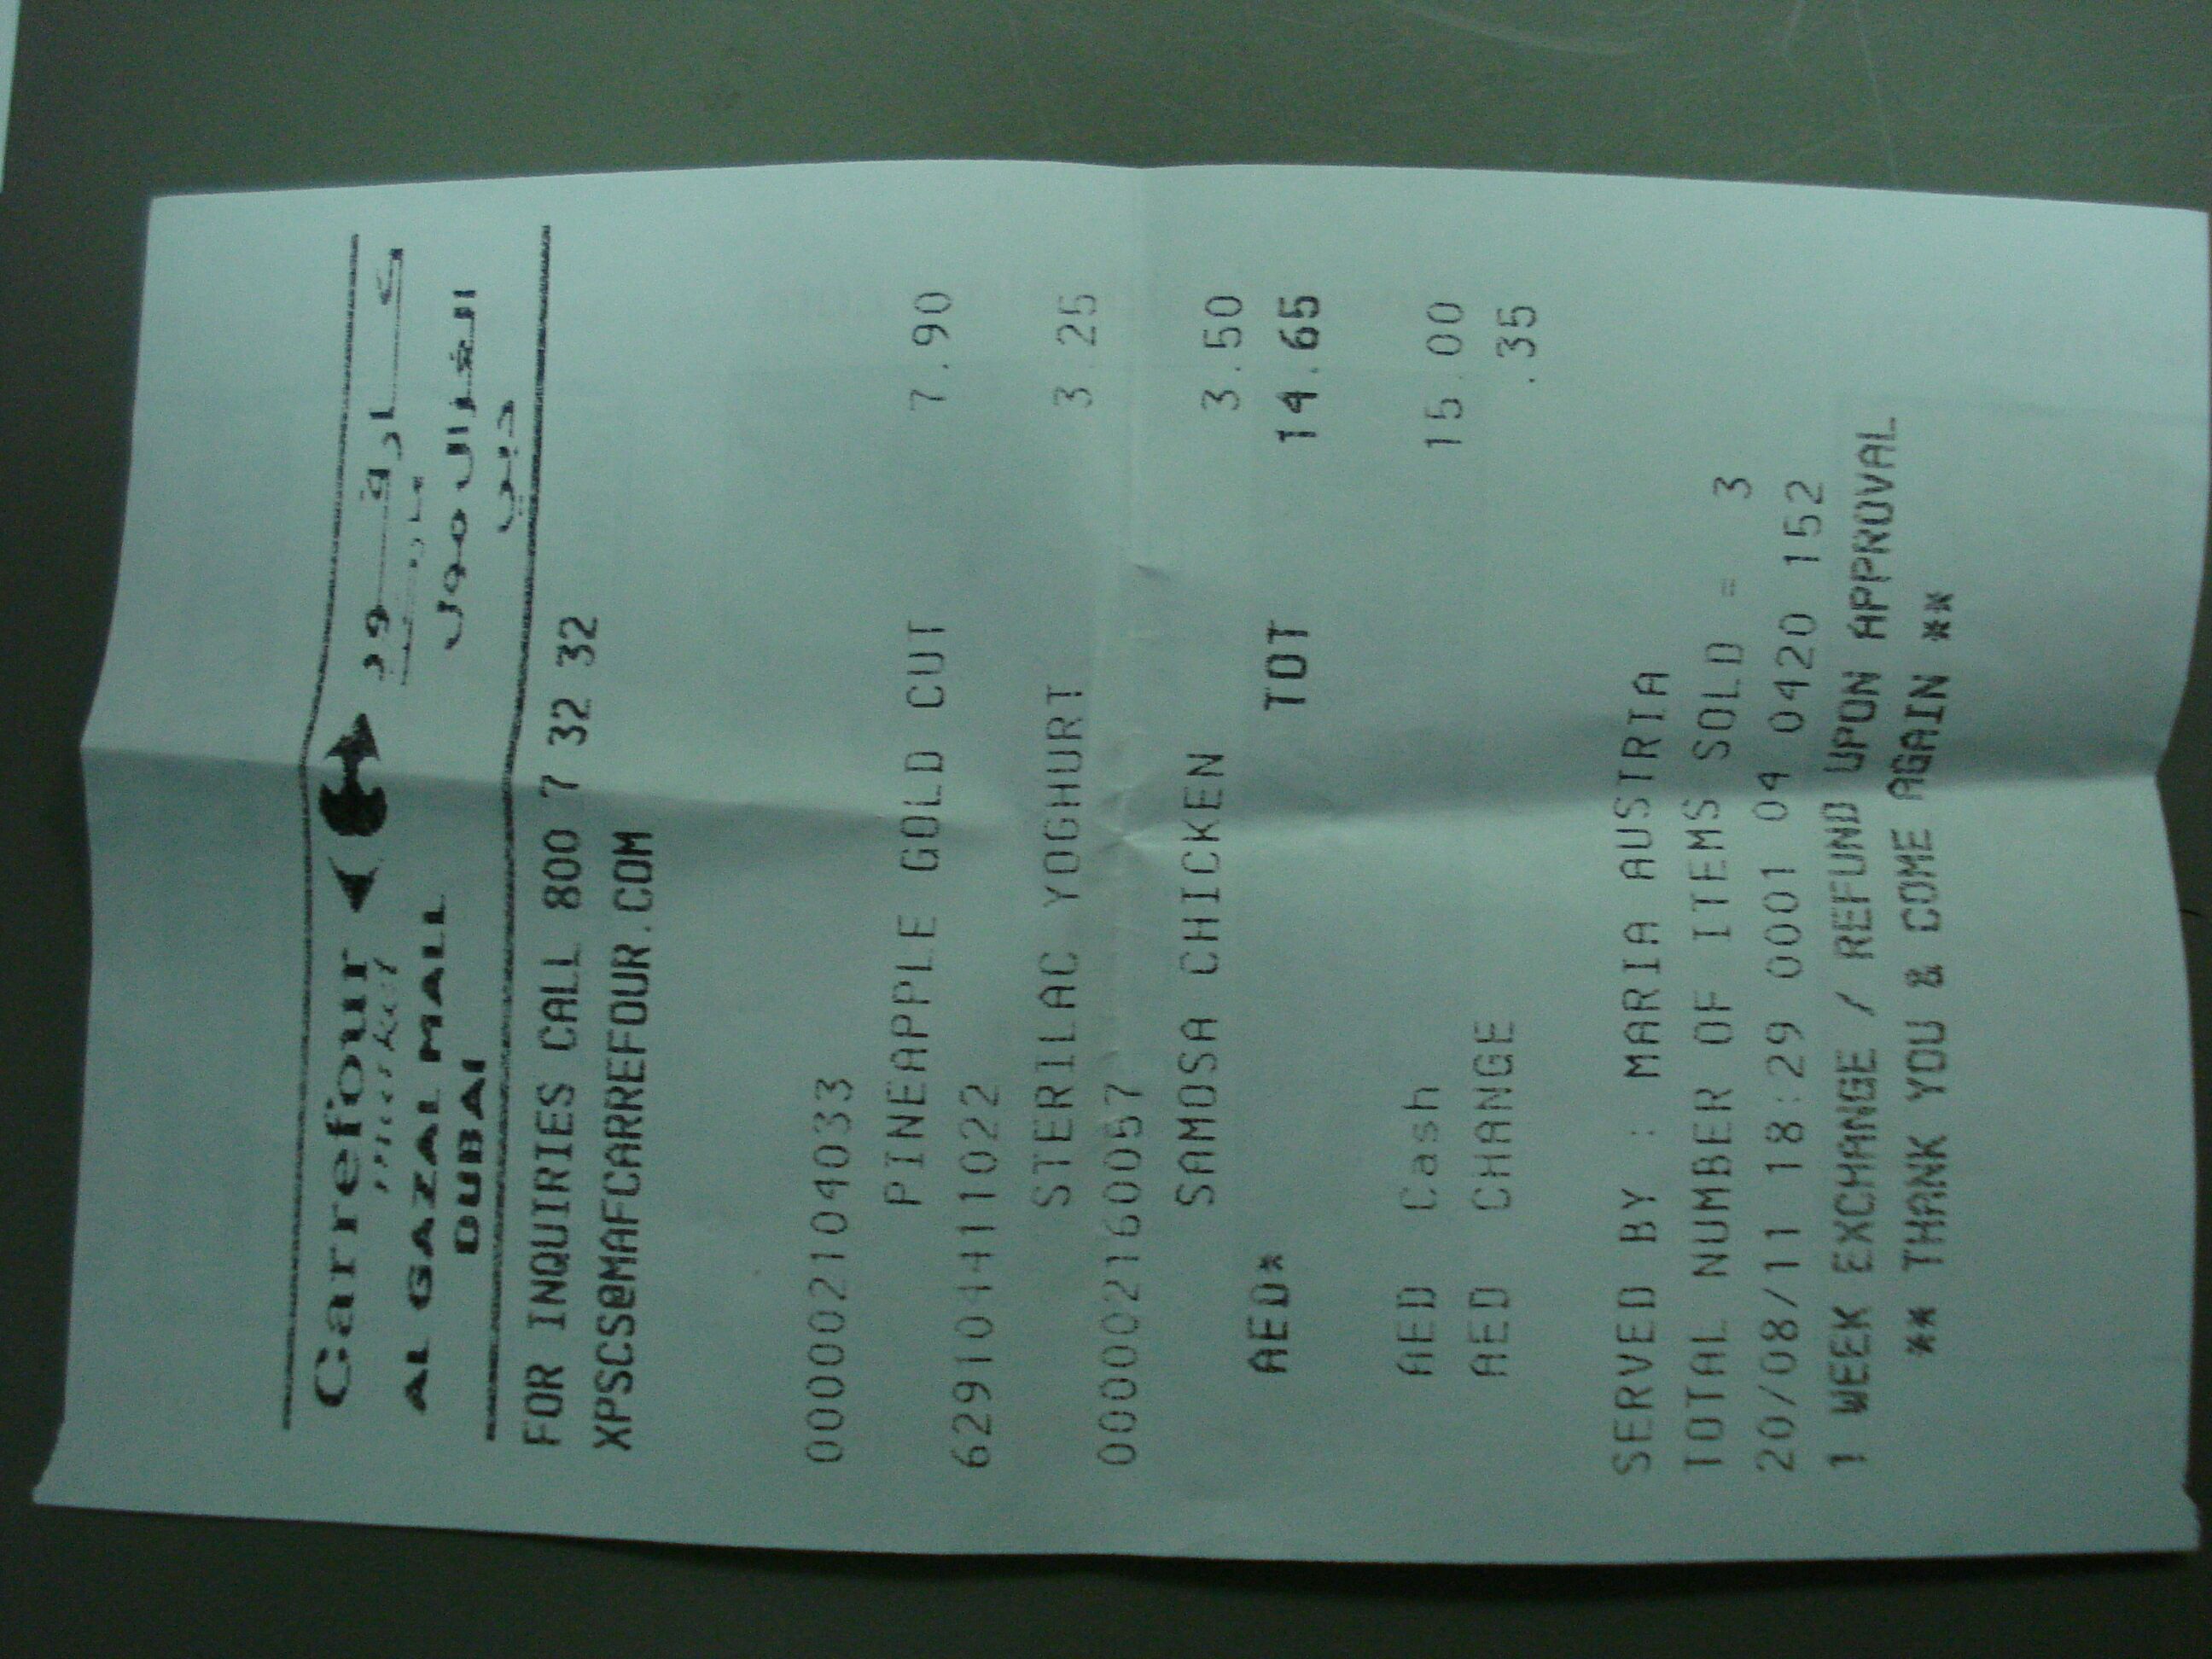 Carrefour كارفور
market ماركت
AL GAZAL MALL الغزال مول
DUBAI دبي
FOR INQUIRIES CALL 800 7 32 32
XPSCS@MAFCARREFOUR.COM
00002104033
PINEAPPLE GOLD CUT 7.90
6291044411022
STERILAC YOGHURT 3.25
000002160057
SAMOSA CHICKEN 3.50
AED* TOT 14.65
AED Cash 15.00
AED CHANGE .35
SERVED BY : MARIA AUSTRIA
TOTAL NUMBER OF ITEMS SOLD = 3
20/08/11 18:29 0001 04 0420 152
1 WEEK EXCHANGE / REFUND UPON APPROVAL
** THANK YOU & COME AGAIN **